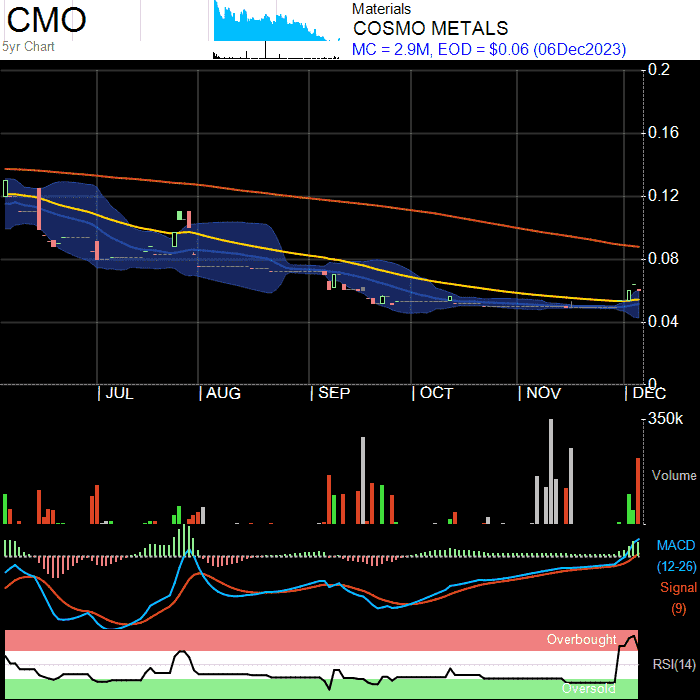 CMO
5yr Chart
Materials
COSMO METALS
MC = 2.9M, EOD = $0.06 (06Dec2023)
0.2
0.16
0.12
0.08
0.04
0
| JUL | AUG | SEP | OCT | NOV | DEC
350k
Volume
MACD
(12-26)
Signal
(9)
Overbought
RSI(14)
Oversold